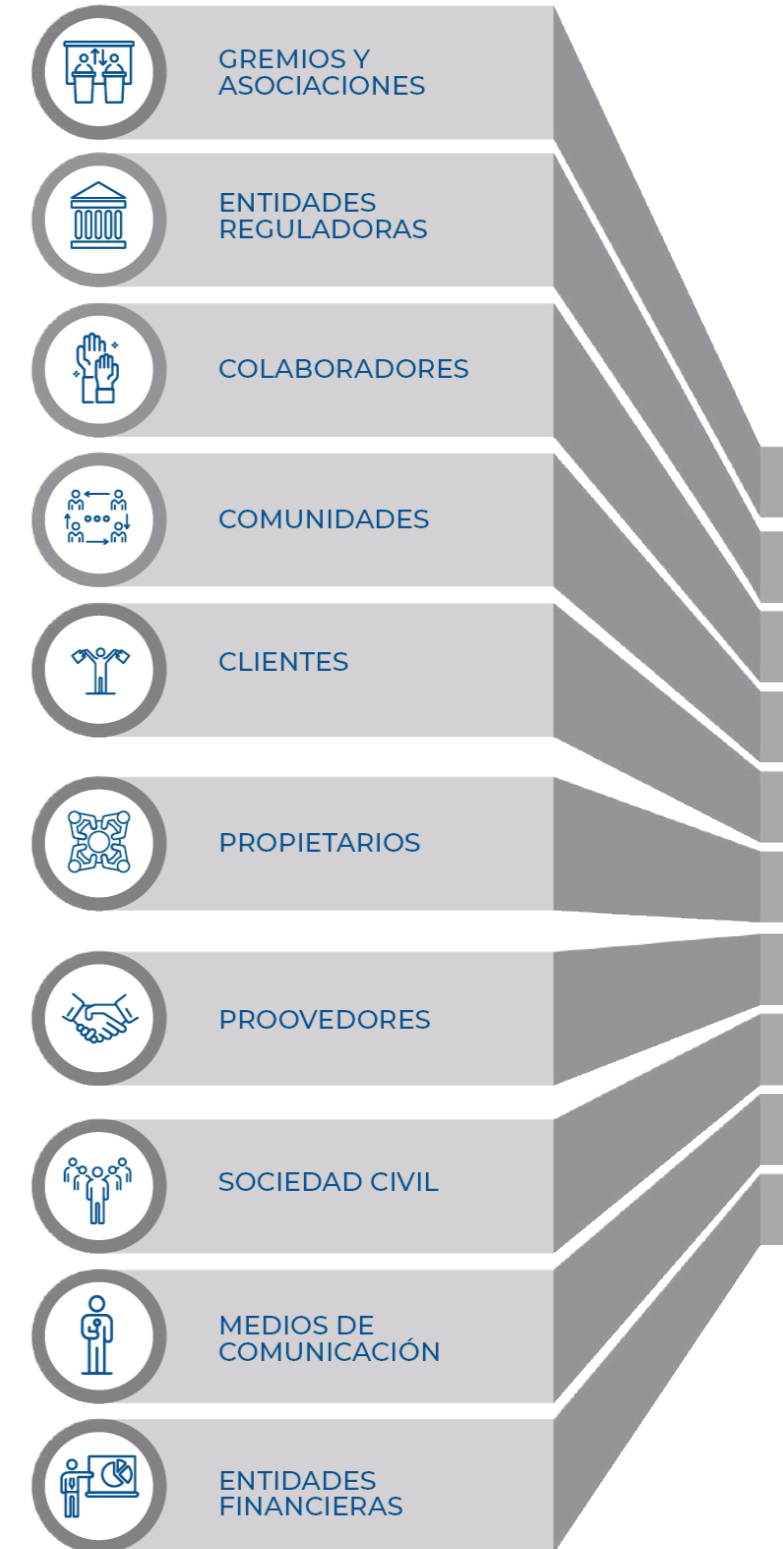 GREMIOS Y
ASOCIACIONES
ENTIDADES
REGULADORAS
COLABORADORES
COMUNIDADES
CLIENTES
PROPIETARIOS
PROOVEDORES
SOCIEDAD CIVIL
MEDIOS DE
COMUNICACIÓN
ENTIDADES
FINANCIERAS